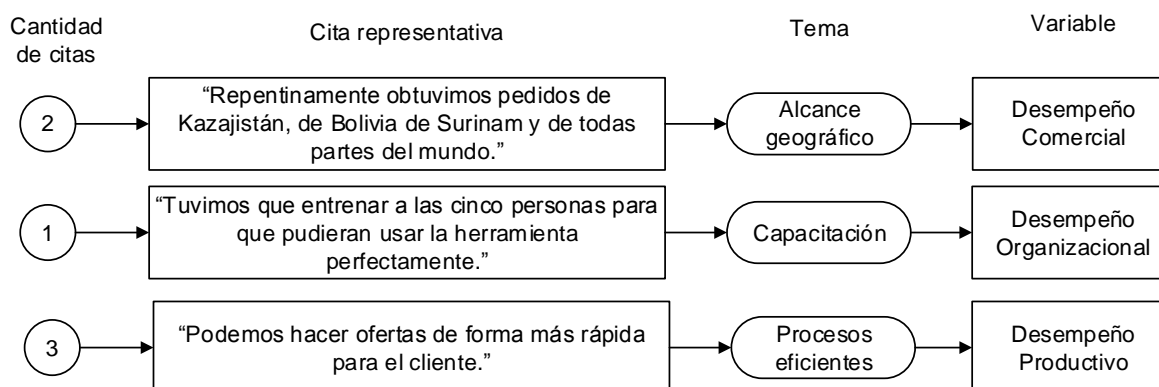 Cantidad
de citas
Cita representativa
Tema
Variable
2
“Repentinamente obtuvimos pedidos de
Kazajistán, de Bolivia de Surinam y de todas
partes del mundo.”
Alcance
geográfico
Desempeño
Comercial
1
“Tuvimos que entrenar a las cinco personas para
que pudieran usar la herramienta
perfectamente.”
Capacitación
Desempeño
Organizacional
3
“Podemos hacer ofertas de forma más rápida
para el cliente.”
Procesos
eficientes
Desempeño
Productivo